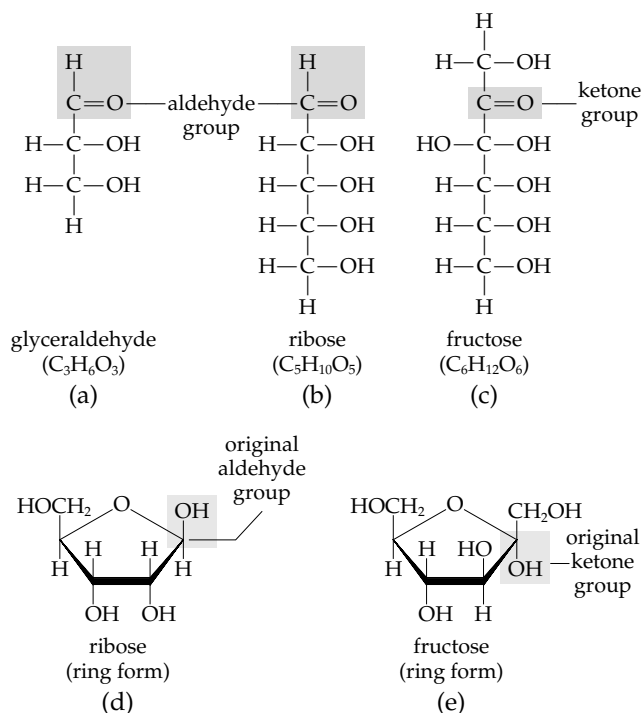 H
H H H–C–OH
C=O aldehyde C=O C=O ketone
group group
H–C–OH H–C–OH HO–C–OH
H–C–OH H–C–OH H–C–OH
H H–C–OH H–C–OH
H–C–OH H–C–OH
H H
glyceraldehyde ribose fructose
(C₃H₆O₃) (C₅H₁₀O₅) (C₆H₁₂O₆)
(a) (b) (c)
original
aldehyde
group
HOCH₂ O OH
H H H H
OH OH
ribose
(ring form)
(d)
HOCH₂ O CH₂OH
H H HO OH
original
ketone
group
OH H
fructose
(ring form)
(e)